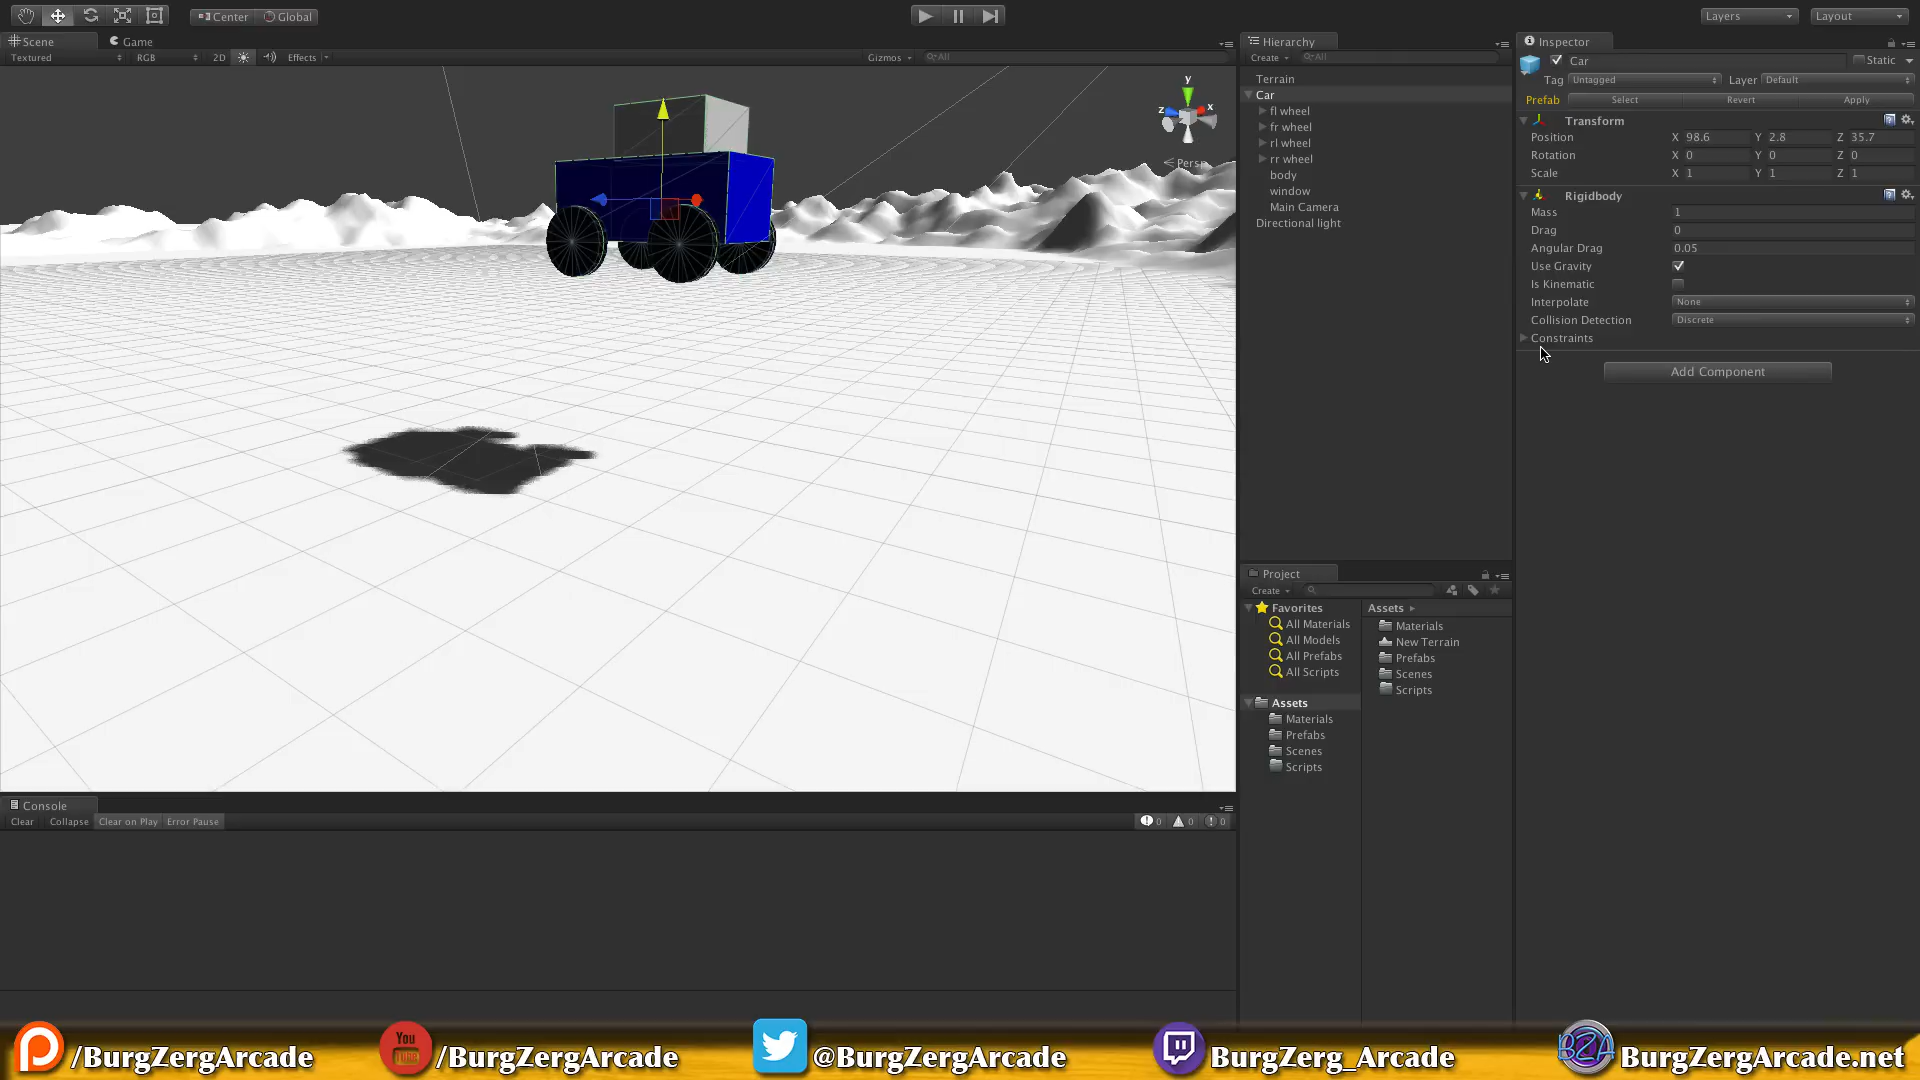 Center Global
Layers Layout
Scene Game
Textured RGB 2D Effects Gizmos All
y
z x
Persp
Hierarchy
Create All
Terrain
Car
fl wheel
fr wheel
rl wheel
rr wheel
body
window
Main Camera
Directional light
Inspector
Car Static
Tag Untagged Layer Default
Prefab Select Revert Apply
Transform
Position X 98.6 Y 2.8 Z 35.7
Rotation X 0 Y 0 Z 0
Scale X 1 Y 1 Z 1
Rigidbody
Mass 1
Drag 0
Angular Drag 0.05
Use Gravity
Is Kinematic
Interpolate None
Collision Detection Discrete
Constraints
Add Component
Project
Create
Favorites
All Materials
All Models
All Prefabs
All Scripts
Assets
Materials
Prefabs
Scenes
Scripts
Assets
Materials
New Terrain
Prefabs
Scenes
Scripts
Console
Clear Collapse Clear on Play Error Pause 0 0 0
/BurgZergArcade You /BurgZergArcade @BurgZergArcade BurgZerg_Arcade BZA BurgZergArcade.net